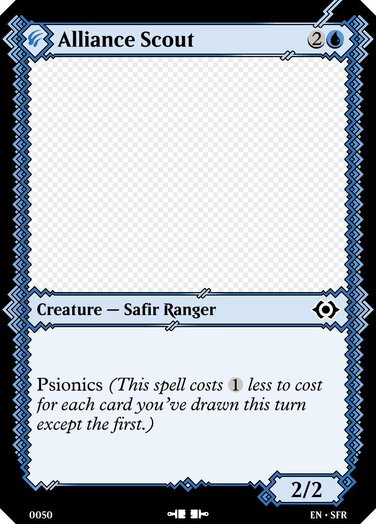 Alliance Scout 2
Creature — Safir Ranger
Psionics (This spell costs 1 less to cost
for each card you've drawn this turn
except the first.)
2/2
0050 EN • SFR